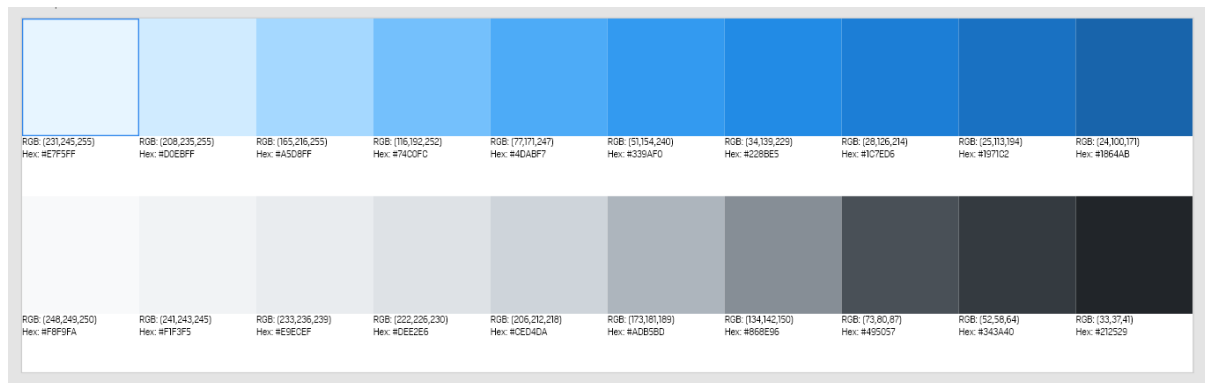 RGB: (231,245,255)
Hex: #E7F5FF
RGB: (208,235,255)
Hex: #D0EBFF
RGB: (165,216,255)
Hex: #A5D8FF
RGB: (116,192,252)
Hex: #74C0FC
RGB: (77,171,247)
Hex: #4DABF7
RGB: (51,154,240)
Hex: #339AF0
RGB: (34,139,229)
Hex: #228BE5
RGB: (28,126,214)
Hex: #1C7ED6
RGB: (25,113,194)
Hex: #1971C2
RGB: (24,100,171)
Hex: #1864AB
RGB: (248,249,250)
Hex: #F8F9FA
RGB: (241,243,245)
Hex: #F1F3F5
RGB: (233,236,239)
Hex: #E9ECEF
RGB: (222,226,230)
Hex: #DEE2E6
RGB: (206,212,218)
Hex: #CED4DA
RGB: (173,181,189)
Hex: #ADB5BD
RGB: (134,142,150)
Hex: #868E96
RGB: (73,80,87)
Hex: #495057
RGB: (52,58,64)
Hex: #343A40
RGB: (33,37,41)
Hex: #212529